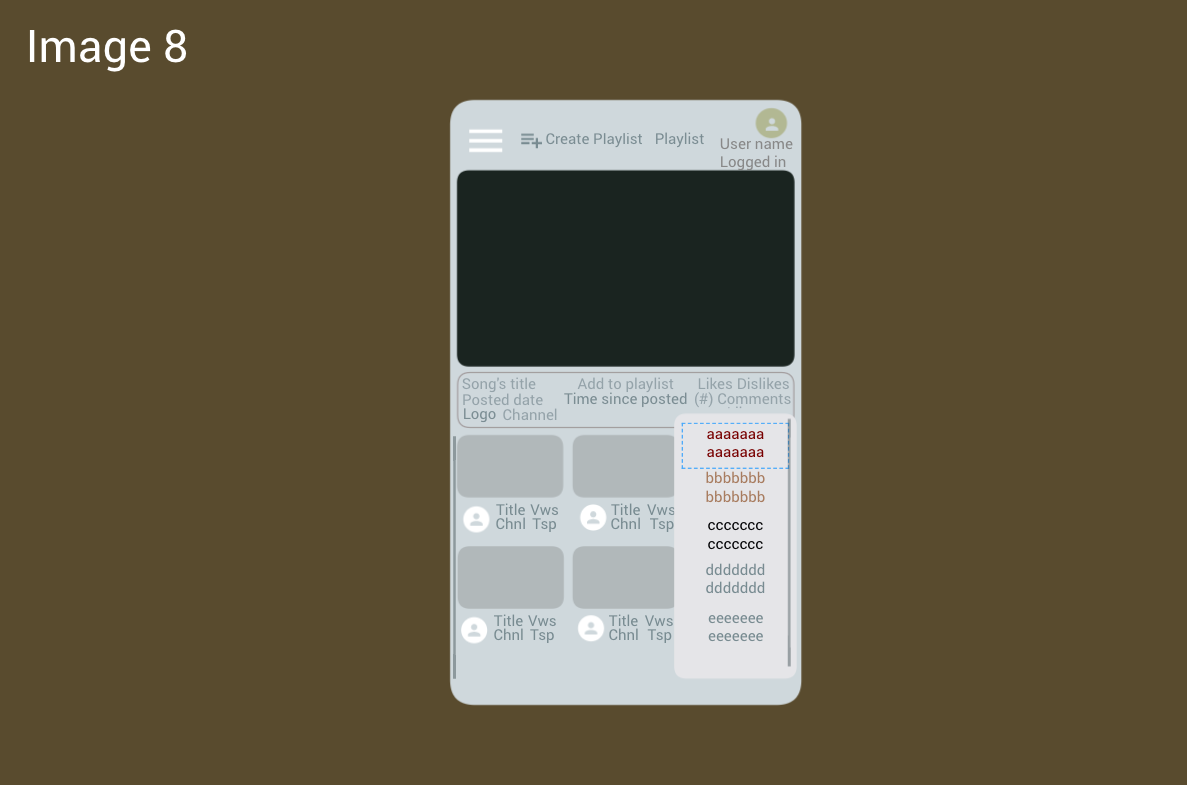 Image 8
Create Playlist Playlist
User name
Logged in
Song's title Add to playlist Likes Dislikes
Posted date Time since posted (#) Comments
Logo Channel
aaaaaaa
aaaaaaa
bbbbbbb
bbbbbbb
Title Vws Title Vws
Chnl Tsp Chnl Tsp
ccccccc
ccccccc
ddddddd
ddddddd
Title Vws Title Vws
Chnl Tsp Chnl Tsp
eeeeeee
eeeeeee